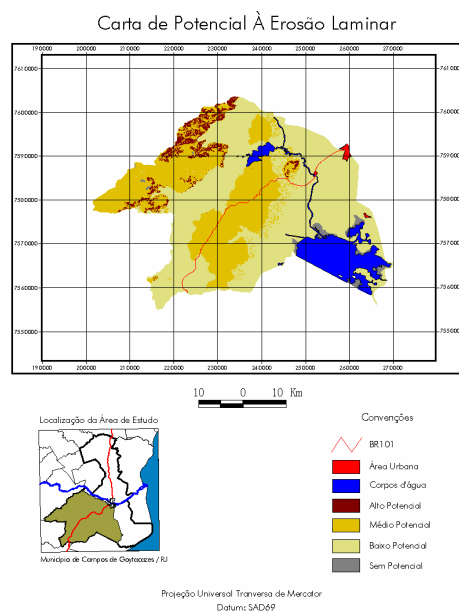 Carta de Potencial À Erosão Laminar
190000 200000 210000 220000 230000 240000 250000 260000 270000
7610000 7610000
7600000 7600000
7590000 7590000
7580000 7580000
7570000 7570000
7560000 7560000
7550000 7550000
190000 200000 210000 220000 230000 240000 250000 260000 270000
10 0 10 Km
Localização da Área de Estudo
Município de Campos de Goytacazes / RJ
Convenções
BR101
Área Urbana
Corpos d'água
Alto Potencial
Médio Potencial
Baixo Potencial
Sem Potencial
Projeção Universal Tranversa de Mercator
Datum: SAD69